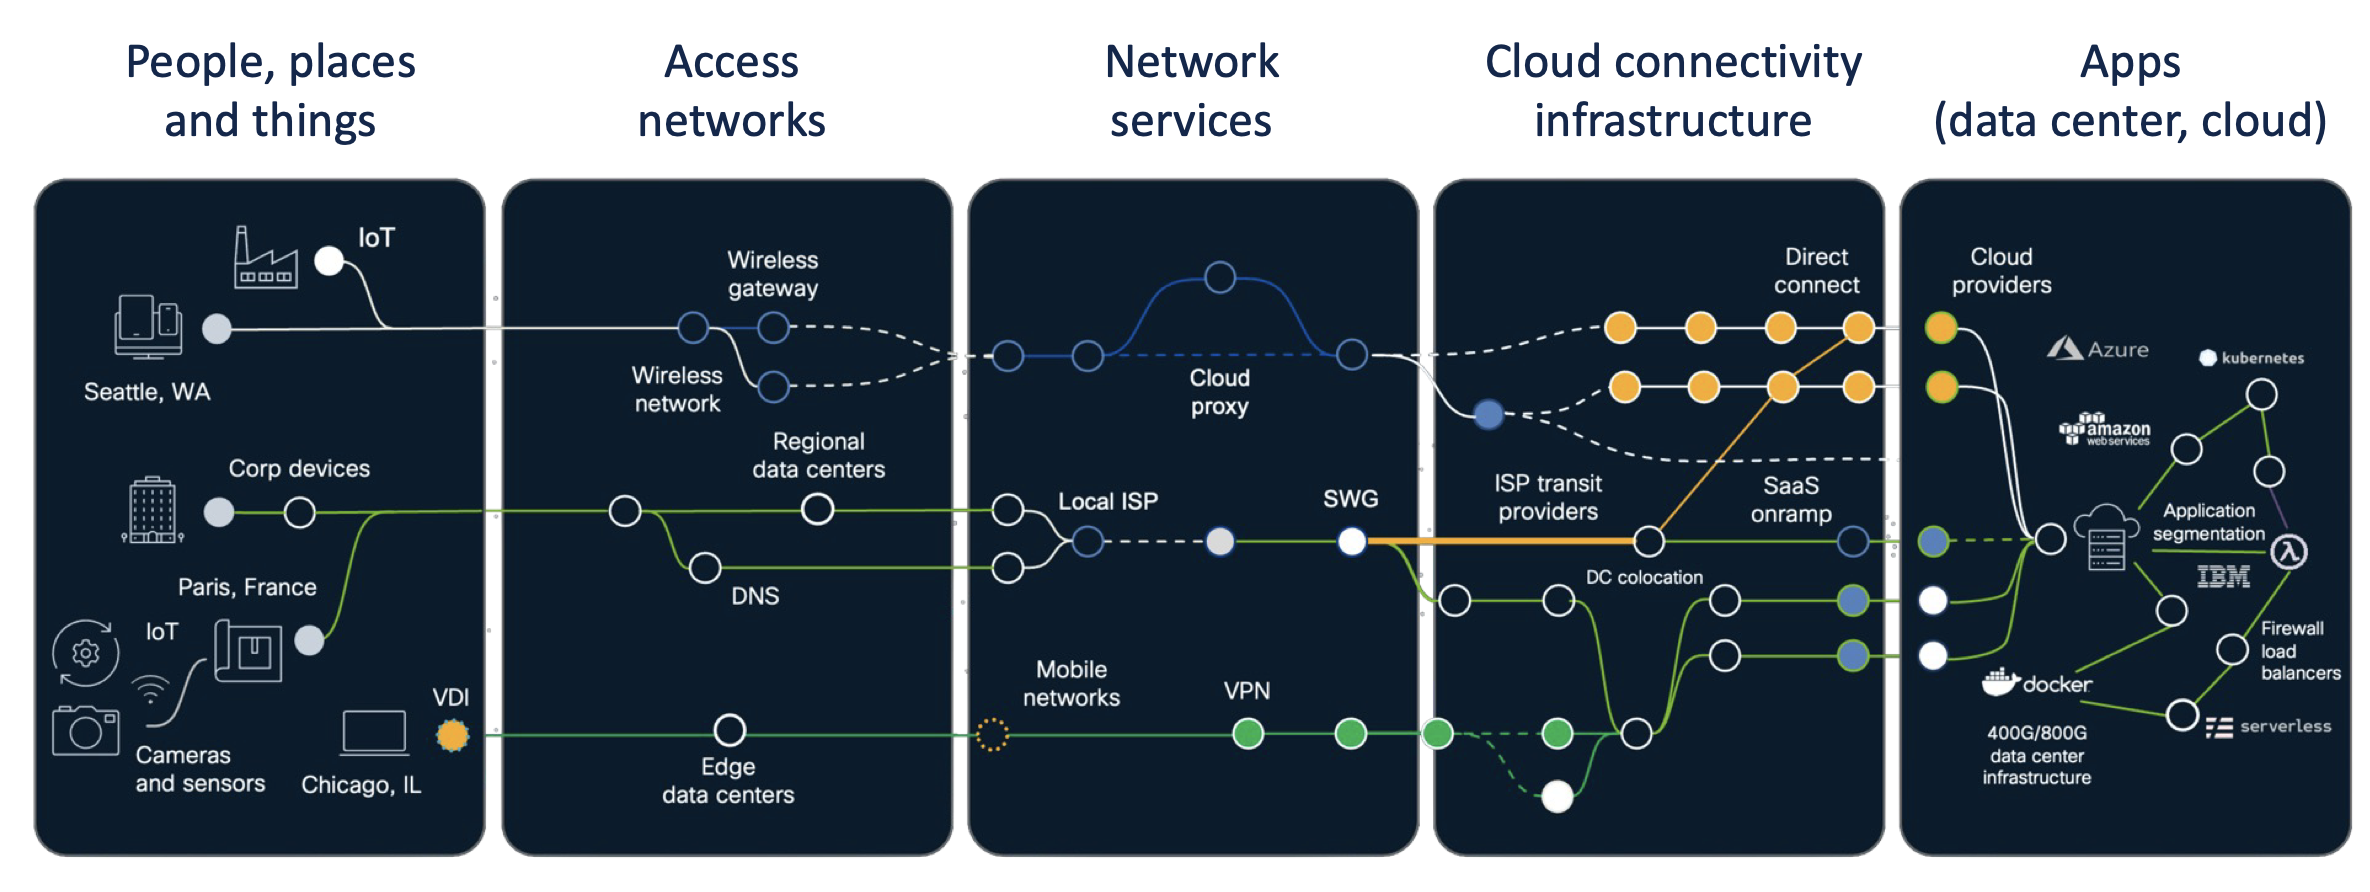 People, places
and things
Access
networks
Network
services
Cloud connectivity
infrastructure
Apps
(data center, cloud)
IoT
Seattle, WA
Corp devices
Paris, France
IoT
Cameras
and sensors
VDI
Chicago, IL
Wireless
gateway
Wireless
network
Regional
data centers
DNS
Edge
data centers
Cloud
proxy
Local ISP
SWG
Mobile
networks
VPN
Direct
connect
ISP transit
providers
SaaS
onramp
DC colocation
Cloud
providers
Azure
kubernetes
amazon
web services
Application
segmentation
λ
IBM
Firewall
load
balancers
docker
serverless
400G/800G
data center
infrastructure